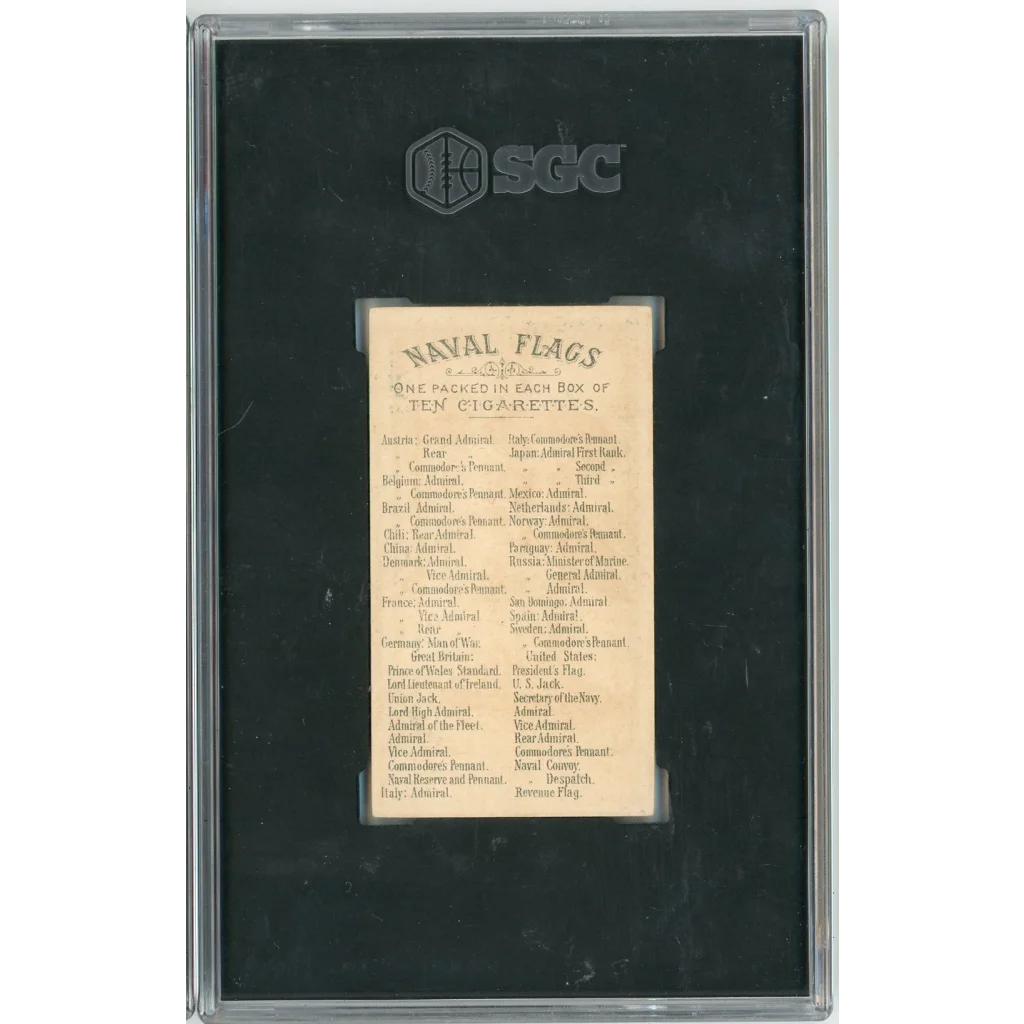 SGC
NAVAL FLAGS
ONE PACKED IN EACH BOX OF
TEN CIGARETTES.
Austria: Grand Admiral.
„ Rear „
„ Commodore's Pennant.
Belgium: Admiral.
„ Commodore's Pennant.
Brazil Admiral.
„ Commodore's Pennant.
Chili: Rear Admiral.
China: Admiral.
Denmark: Admiral.
„ Vice Admiral.
„ Commodore's Pennant.
France: Admiral.
„ Vice Admiral
„ Rear „
Germany: Man of War.
Great Britain:
Prince of Wales Standard.
Lord Lieutenant of Ireland.
Union Jack.
Lord High Admiral.
Admiral of the Fleet.
Admiral.
Vice Admiral.
Commodore's Pennant.
Naval Reserve and Pennant.
Italy: Admiral.
Italy: Commodore's Pennant.
Japan: Admiral First Rank.
„ „ Second „
„ „ Third „
Mexico: Admiral.
Netherlands: Admiral.
Norway: Admiral.
„ Commodore's Pennant.
Paraguay: Admiral.
Russia: Minister of Marine.
„ General Admiral.
„ Admiral.
San Domingo: Admiral.
Spain: Admiral.
Sweden: Admiral.
„ Commodore's Pennant.
United States:
President's Flag.
U. S. Jack.
Secretary of the Navy.
Admiral.
Vice Admiral.
Rear Admiral.
Commodore's Pennant.
Naval Convoy.
„ Despatch.
Revenue Flag.